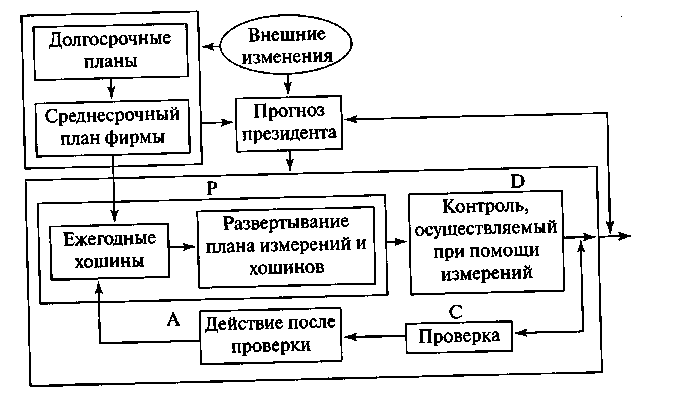 Долгосрочные
планы
Внешние
изменения
Среднесрочный
план фирмы
Прогноз
президента
P
D
Ежегодные
хошины
Развертывание
плана измерений и
хошинов
Контроль,
осуществляемый
при помощи
измерений
A
Действие после
проверки
C
Проверка